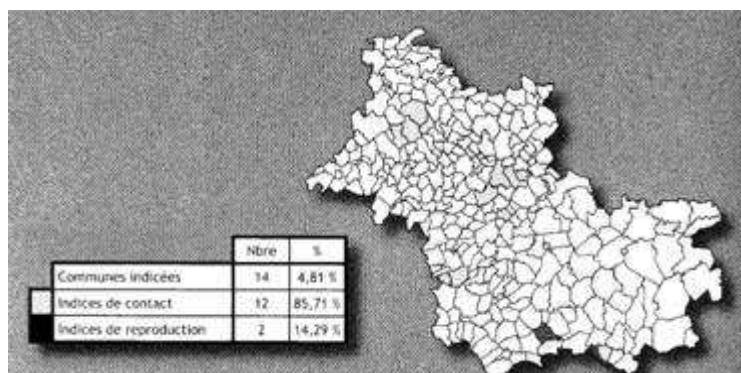 Nbre %
Communes indicées 14 4,81 %
Indices de contact 12 85,71 %
Indices de reproduction 2 14,29 %